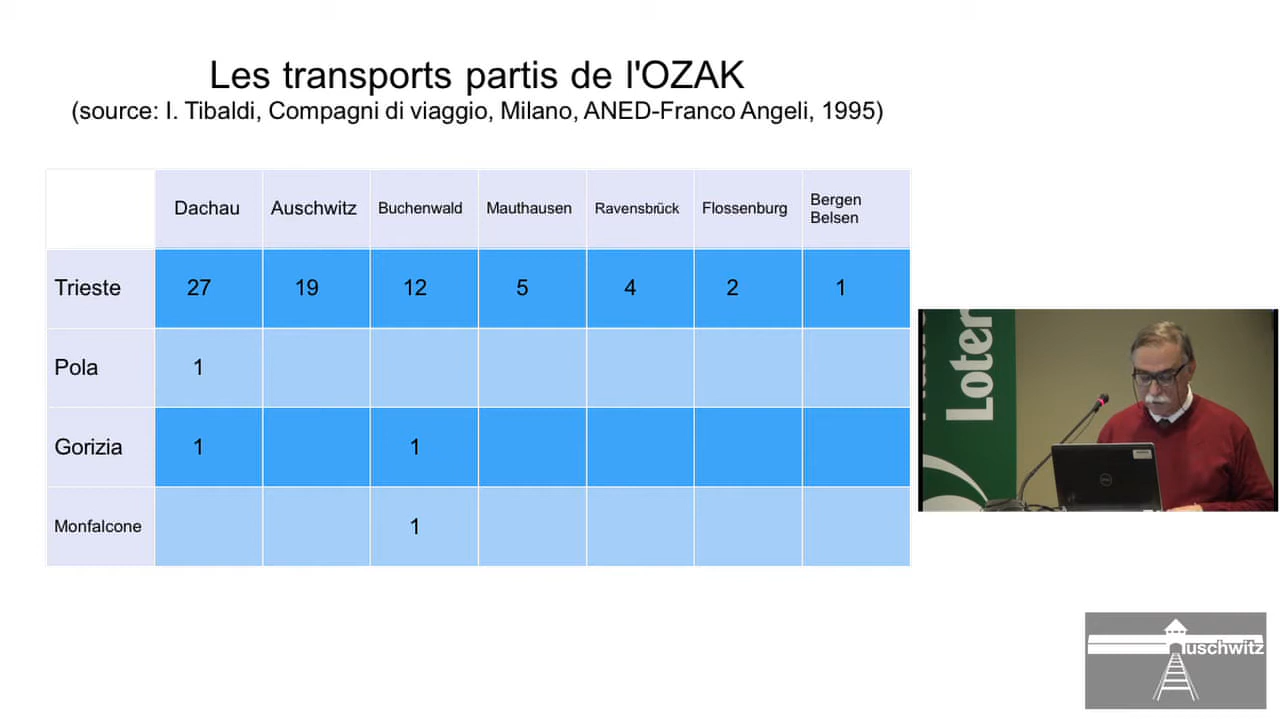 Les transports partis de l'OZAK
(source: I. Tibaldi, Compagni di viaggio, Milano, ANED-Franco Angeli, 1995)
Dachau Auschwitz Buchenwald Mauthausen Ravensbrück Flossenburg Bergen
Belsen
Trieste 27 19 12 5 4 2 1
Pola 1
Gorizia 1 1
Monfalcone 1
Loter
DELL
uschwitz